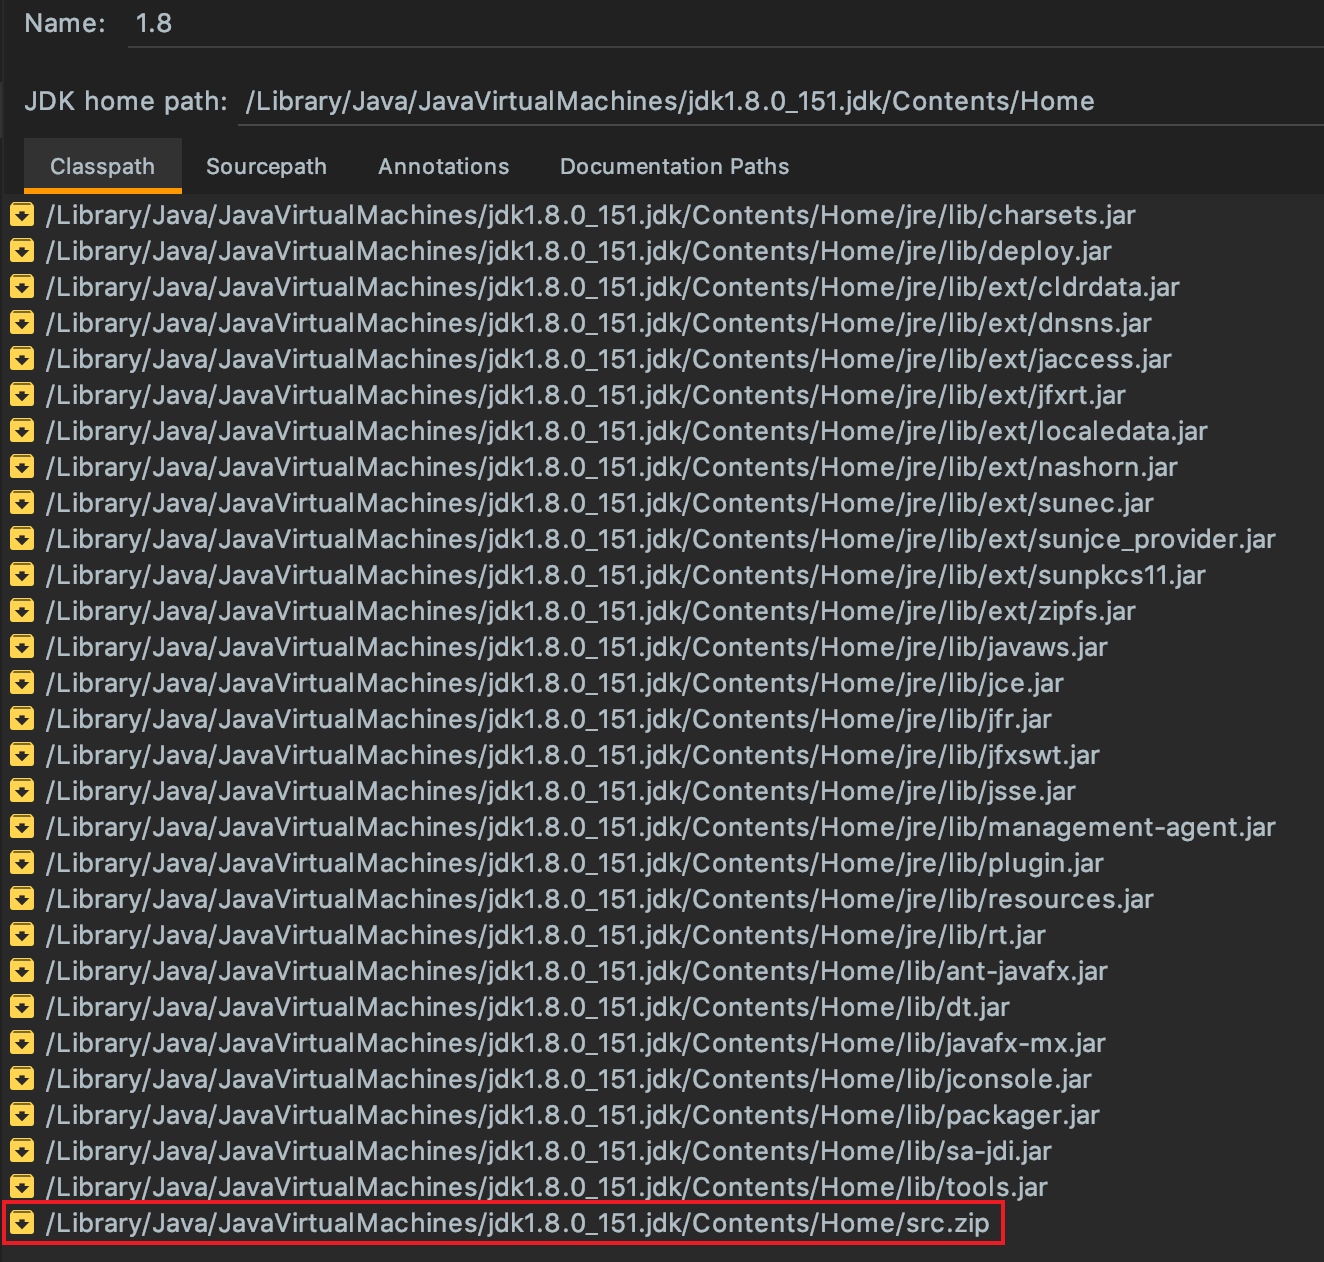 Name: 1.8
JDK home path: /Library/Java/JavaVirtualMachines/jdk1.8.0_151.jdk/Contents/Home
Classpath Sourcepath Annotations Documentation Paths
/Library/Java/JavaVirtualMachines/jdk1.8.0_151.jdk/Contents/Home/jre/lib/charsets.jar
/Library/Java/JavaVirtualMachines/jdk1.8.0_151.jdk/Contents/Home/jre/lib/deploy.jar
/Library/Java/JavaVirtualMachines/jdk1.8.0_151.jdk/Contents/Home/jre/lib/ext/cldrdata.jar
/Library/Java/JavaVirtualMachines/jdk1.8.0_151.jdk/Contents/Home/jre/lib/ext/dnsns.jar
/Library/Java/JavaVirtualMachines/jdk1.8.0_151.jdk/Contents/Home/jre/lib/ext/jaccess.jar
/Library/Java/JavaVirtualMachines/jdk1.8.0_151.jdk/Contents/Home/jre/lib/ext/jfxrt.jar
/Library/Java/JavaVirtualMachines/jdk1.8.0_151.jdk/Contents/Home/jre/lib/ext/localedata.jar
/Library/Java/JavaVirtualMachines/jdk1.8.0_151.jdk/Contents/Home/jre/lib/ext/nashorn.jar
/Library/Java/JavaVirtualMachines/jdk1.8.0_151.jdk/Contents/Home/jre/lib/ext/sunec.jar
/Library/Java/JavaVirtualMachines/jdk1.8.0_151.jdk/Contents/Home/jre/lib/ext/sunjce_provider.jar
/Library/Java/JavaVirtualMachines/jdk1.8.0_151.jdk/Contents/Home/jre/lib/ext/sunpkcs11.jar
/Library/Java/JavaVirtualMachines/jdk1.8.0_151.jdk/Contents/Home/jre/lib/ext/zipfs.jar
/Library/Java/JavaVirtualMachines/jdk1.8.0_151.jdk/Contents/Home/jre/lib/javaws.jar
/Library/Java/JavaVirtualMachines/jdk1.8.0_151.jdk/Contents/Home/jre/lib/jce.jar
/Library/Java/JavaVirtualMachines/jdk1.8.0_151.jdk/Contents/Home/jre/lib/jfr.jar
/Library/Java/JavaVirtualMachines/jdk1.8.0_151.jdk/Contents/Home/jre/lib/jfxswt.jar
/Library/Java/JavaVirtualMachines/jdk1.8.0_151.jdk/Contents/Home/jre/lib/jsse.jar
/Library/Java/JavaVirtualMachines/jdk1.8.0_151.jdk/Contents/Home/jre/lib/management-agent.jar
/Library/Java/JavaVirtualMachines/jdk1.8.0_151.jdk/Contents/Home/jre/lib/plugin.jar
/Library/Java/JavaVirtualMachines/jdk1.8.0_151.jdk/Contents/Home/jre/lib/resources.jar
/Library/Java/JavaVirtualMachines/jdk1.8.0_151.jdk/Contents/Home/jre/lib/rt.jar
/Library/Java/JavaVirtualMachines/jdk1.8.0_151.jdk/Contents/Home/lib/ant-javafx.jar
/Library/Java/JavaVirtualMachines/jdk1.8.0_151.jdk/Contents/Home/lib/dt.jar
/Library/Java/JavaVirtualMachines/jdk1.8.0_151.jdk/Contents/Home/lib/javafx-mx.jar
/Library/Java/JavaVirtualMachines/jdk1.8.0_151.jdk/Contents/Home/lib/jconsole.jar
/Library/Java/JavaVirtualMachines/jdk1.8.0_151.jdk/Contents/Home/lib/packager.jar
/Library/Java/JavaVirtualMachines/jdk1.8.0_151.jdk/Contents/Home/lib/sa-jdi.jar
/Library/Java/JavaVirtualMachines/jdk1.8.0_151.jdk/Contents/Home/lib/tools.jar
/Library/Java/JavaVirtualMachines/jdk1.8.0_151.jdk/Contents/Home/src.zip